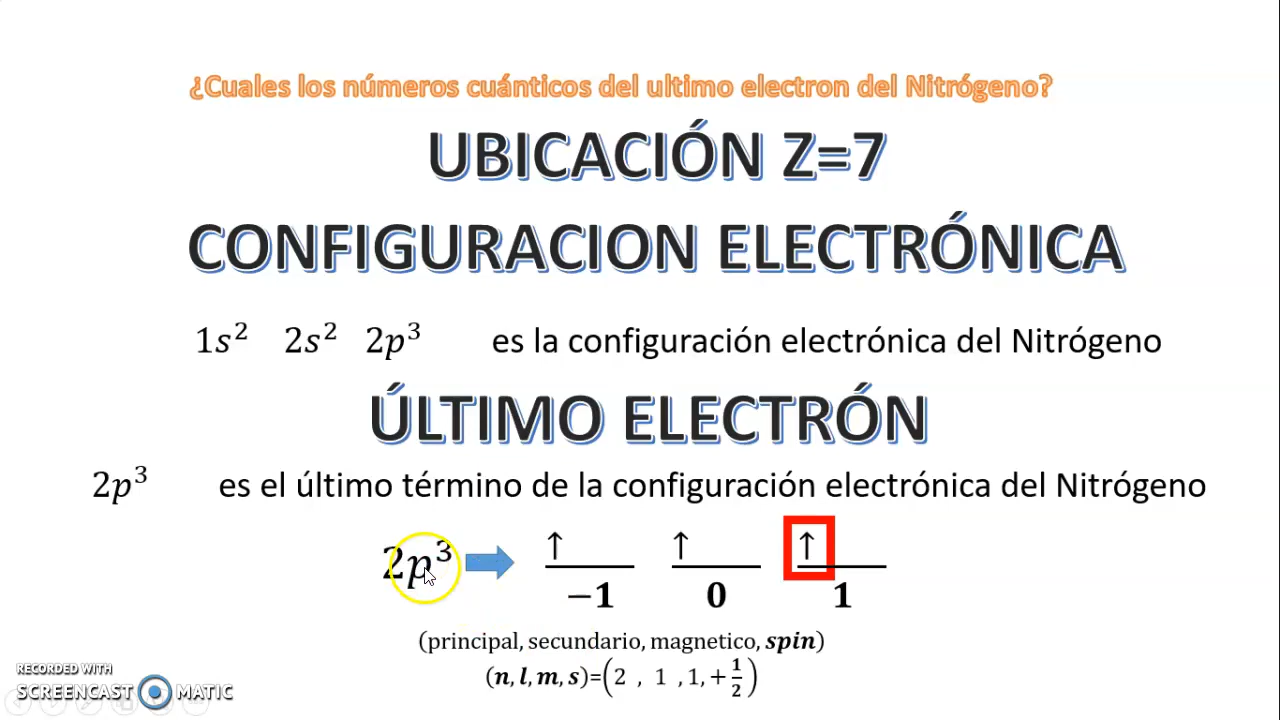 ¿Cuales los números cuánticos del ultimo electron del Nitrógeno?
UBICACIÓN Z=7
CONFIGURACION ELECTRÓNICA
1s² 2s² 2p³ es la configuración electrónica del Nitrógeno
ÚLTIMO ELECTRÓN
2p³ es el último término de la configuración electrónica del Nitrógeno
2p³ ↑ ↑ ↑
−1 0 1
(principal, secundario, magnetico, spin)
(n, l, m, s)=(2 , 1 ,1, +1/2)
RECORDED WITH
SCREENCAST MATIC